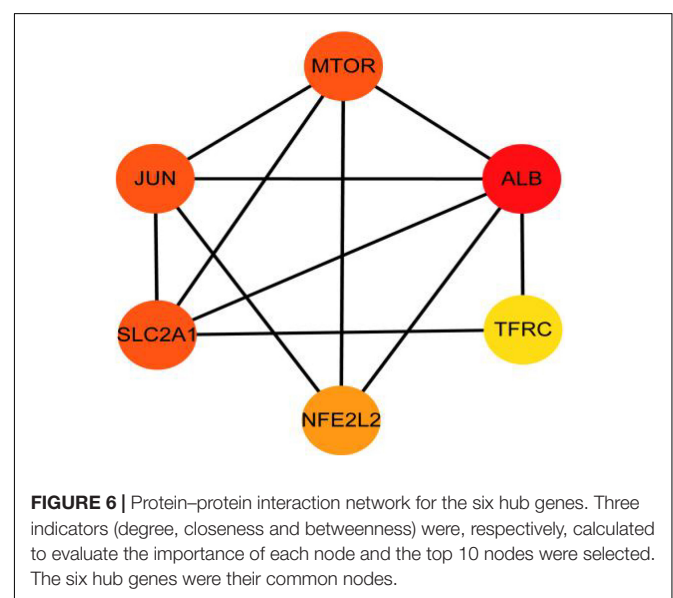 MTOR
JUN
ALB
SLC2A1
TFRC
NFE2L2
FIGURE 6 | Protein–protein interaction network for the six hub genes. Three
indicators (degree, closeness and betweenness) were, respectively, calculated
to evaluate the importance of each node and the top 10 nodes were selected.
The six hub genes were their common nodes.